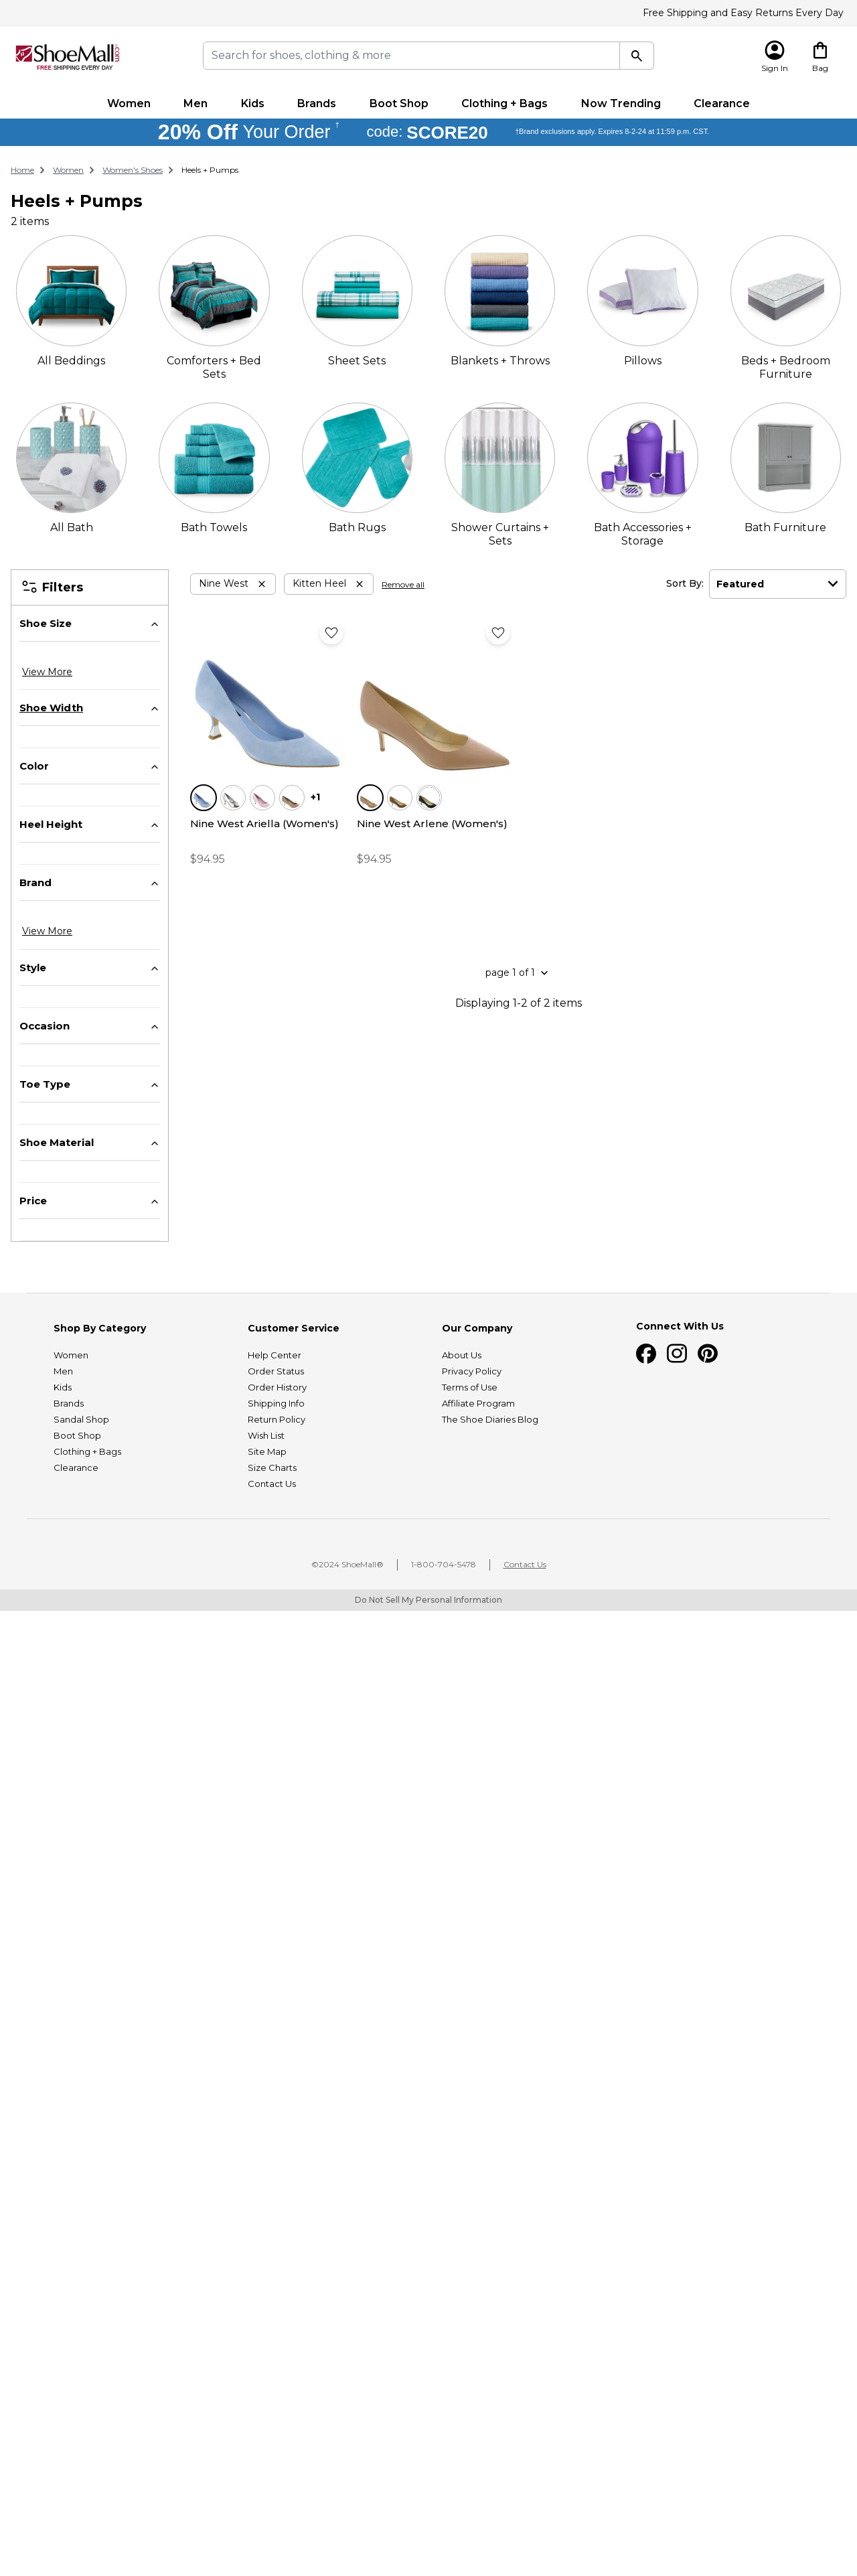 Free Shipping and Easy Returns Every Day
ShoeMall.com
FREE SHIPPING EVERY DAY
Search for shoes, clothing & more
Sign In
Bag
Women Men Kids Brands Boot Shop Clothing + Bags Now Trending Clearance
20% Off Your Order † code: SCORE20 †Brand exclusions apply. Expires 8-2-24 at 11:59 p.m. CST.
Home Women Women's Shoes Heels + Pumps
Heels + Pumps
2 items
All Beddings
Comforters + Bed
Sets
Sheet Sets
Blankets + Throws
Pillows
Beds + Bedroom
Furniture
All Bath
Bath Towels
Bath Rugs
Shower Curtains +
Sets
Bath Accessories +
Storage
Bath Furniture
Filters
Shoe Size
View More
Shoe Width
Color
Heel Height
Brand
View More
Style
Occasion
Toe Type
Shoe Material
Price
Nine West
Kitten Heel
Remove all
Sort By: Featured
+1
Nine West Ariella (Women's)
$94.95
Nine West Arlene (Women's)
$94.95
page 1 of 1
Displaying 1-2 of 2 items
Shop By Category
Women
Men
Kids
Brands
Sandal Shop
Boot Shop
Clothing + Bags
Clearance
Customer Service
Help Center
Order Status
Order History
Shipping Info
Return Policy
Wish List
Site Map
Size Charts
Contact Us
Our Company
About Us
Privacy Policy
Terms of Use
Affiliate Program
The Shoe Diaries Blog
Connect With Us
©2024 ShoeMall® 1-800-704-5478 Contact Us
Do Not Sell My Personal Information